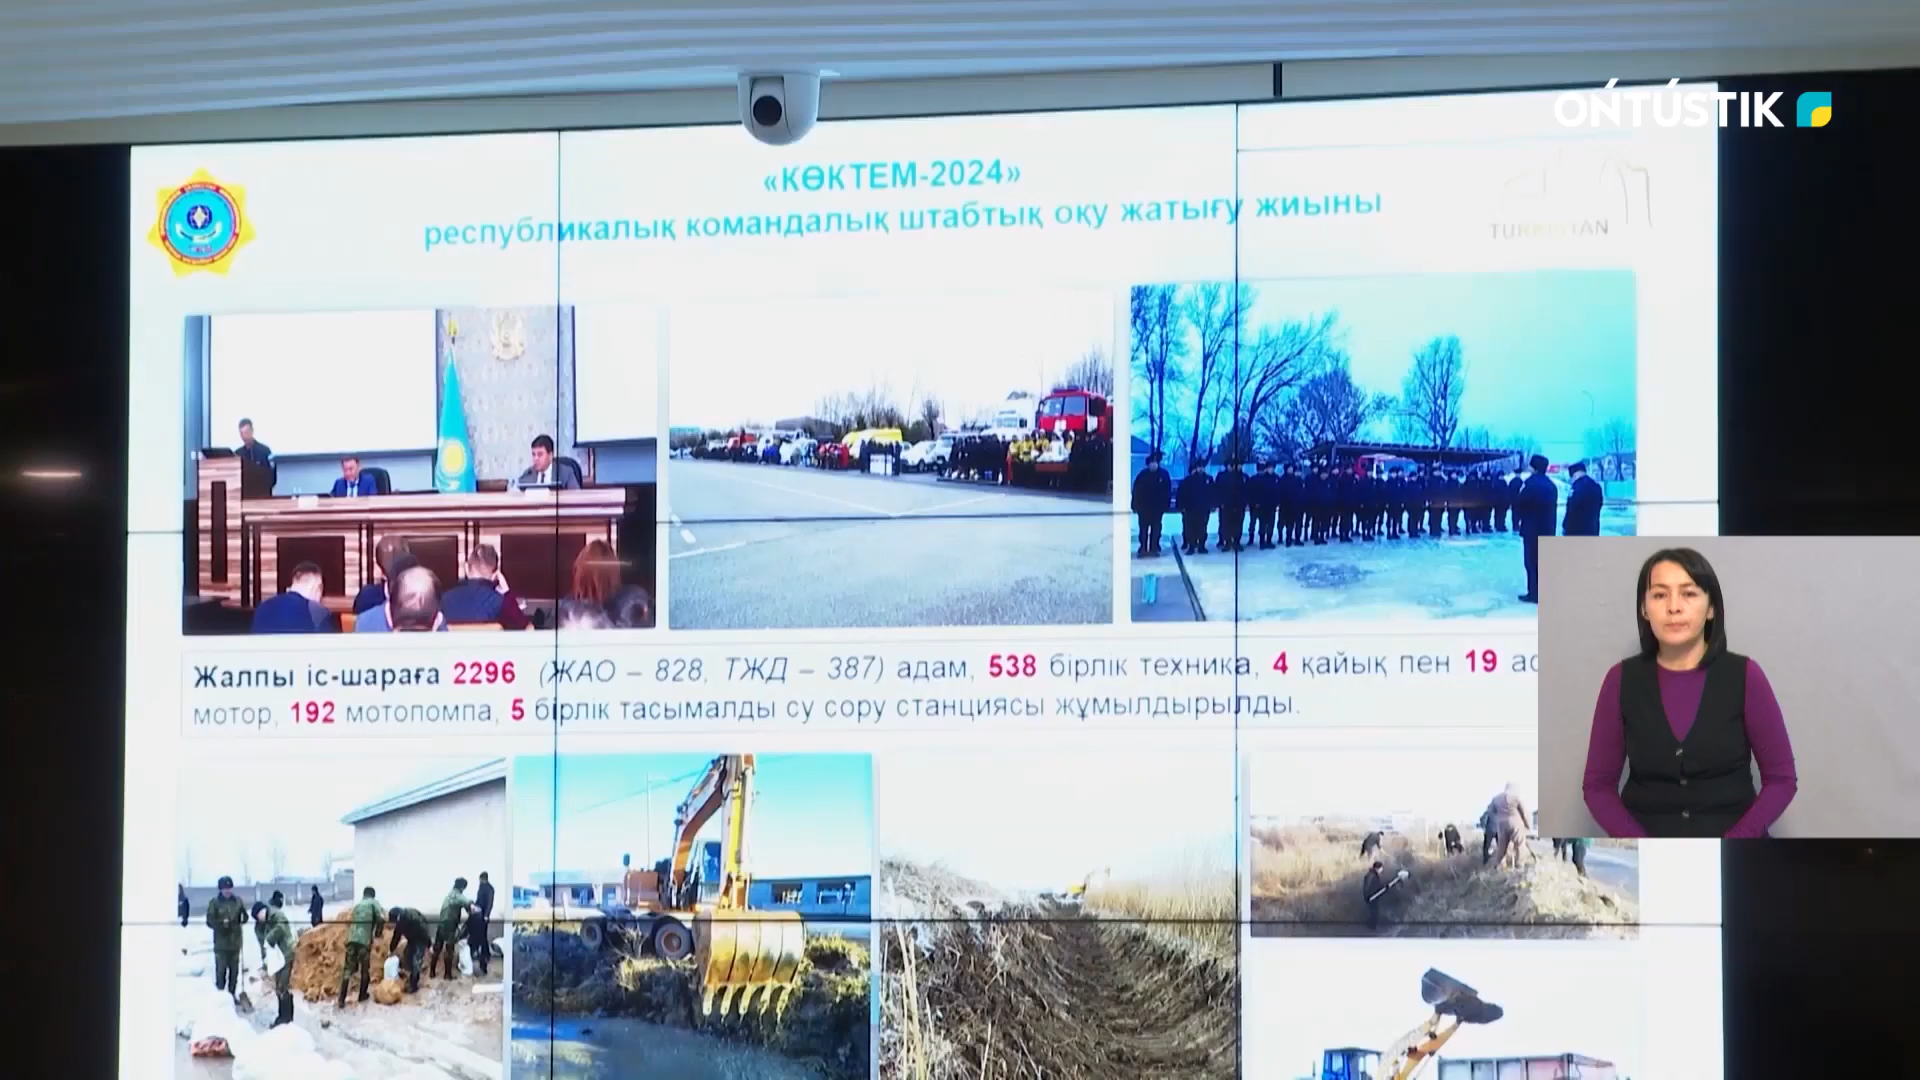 OŃTÚSTIK
«КӨКТЕМ-2024»
республикалық командалық штабтық оқу жатығу жиыны
TURKISTAN
Жалпы іс-шараға 2296 (ЖАО – 828, ТЖД – 387) адам, 538 бірлік техника, 4 қайық пен 19
мотор, 192 мотопомпа, 5 бірлік тасымалды су сору станциясы жұмылдырылды.